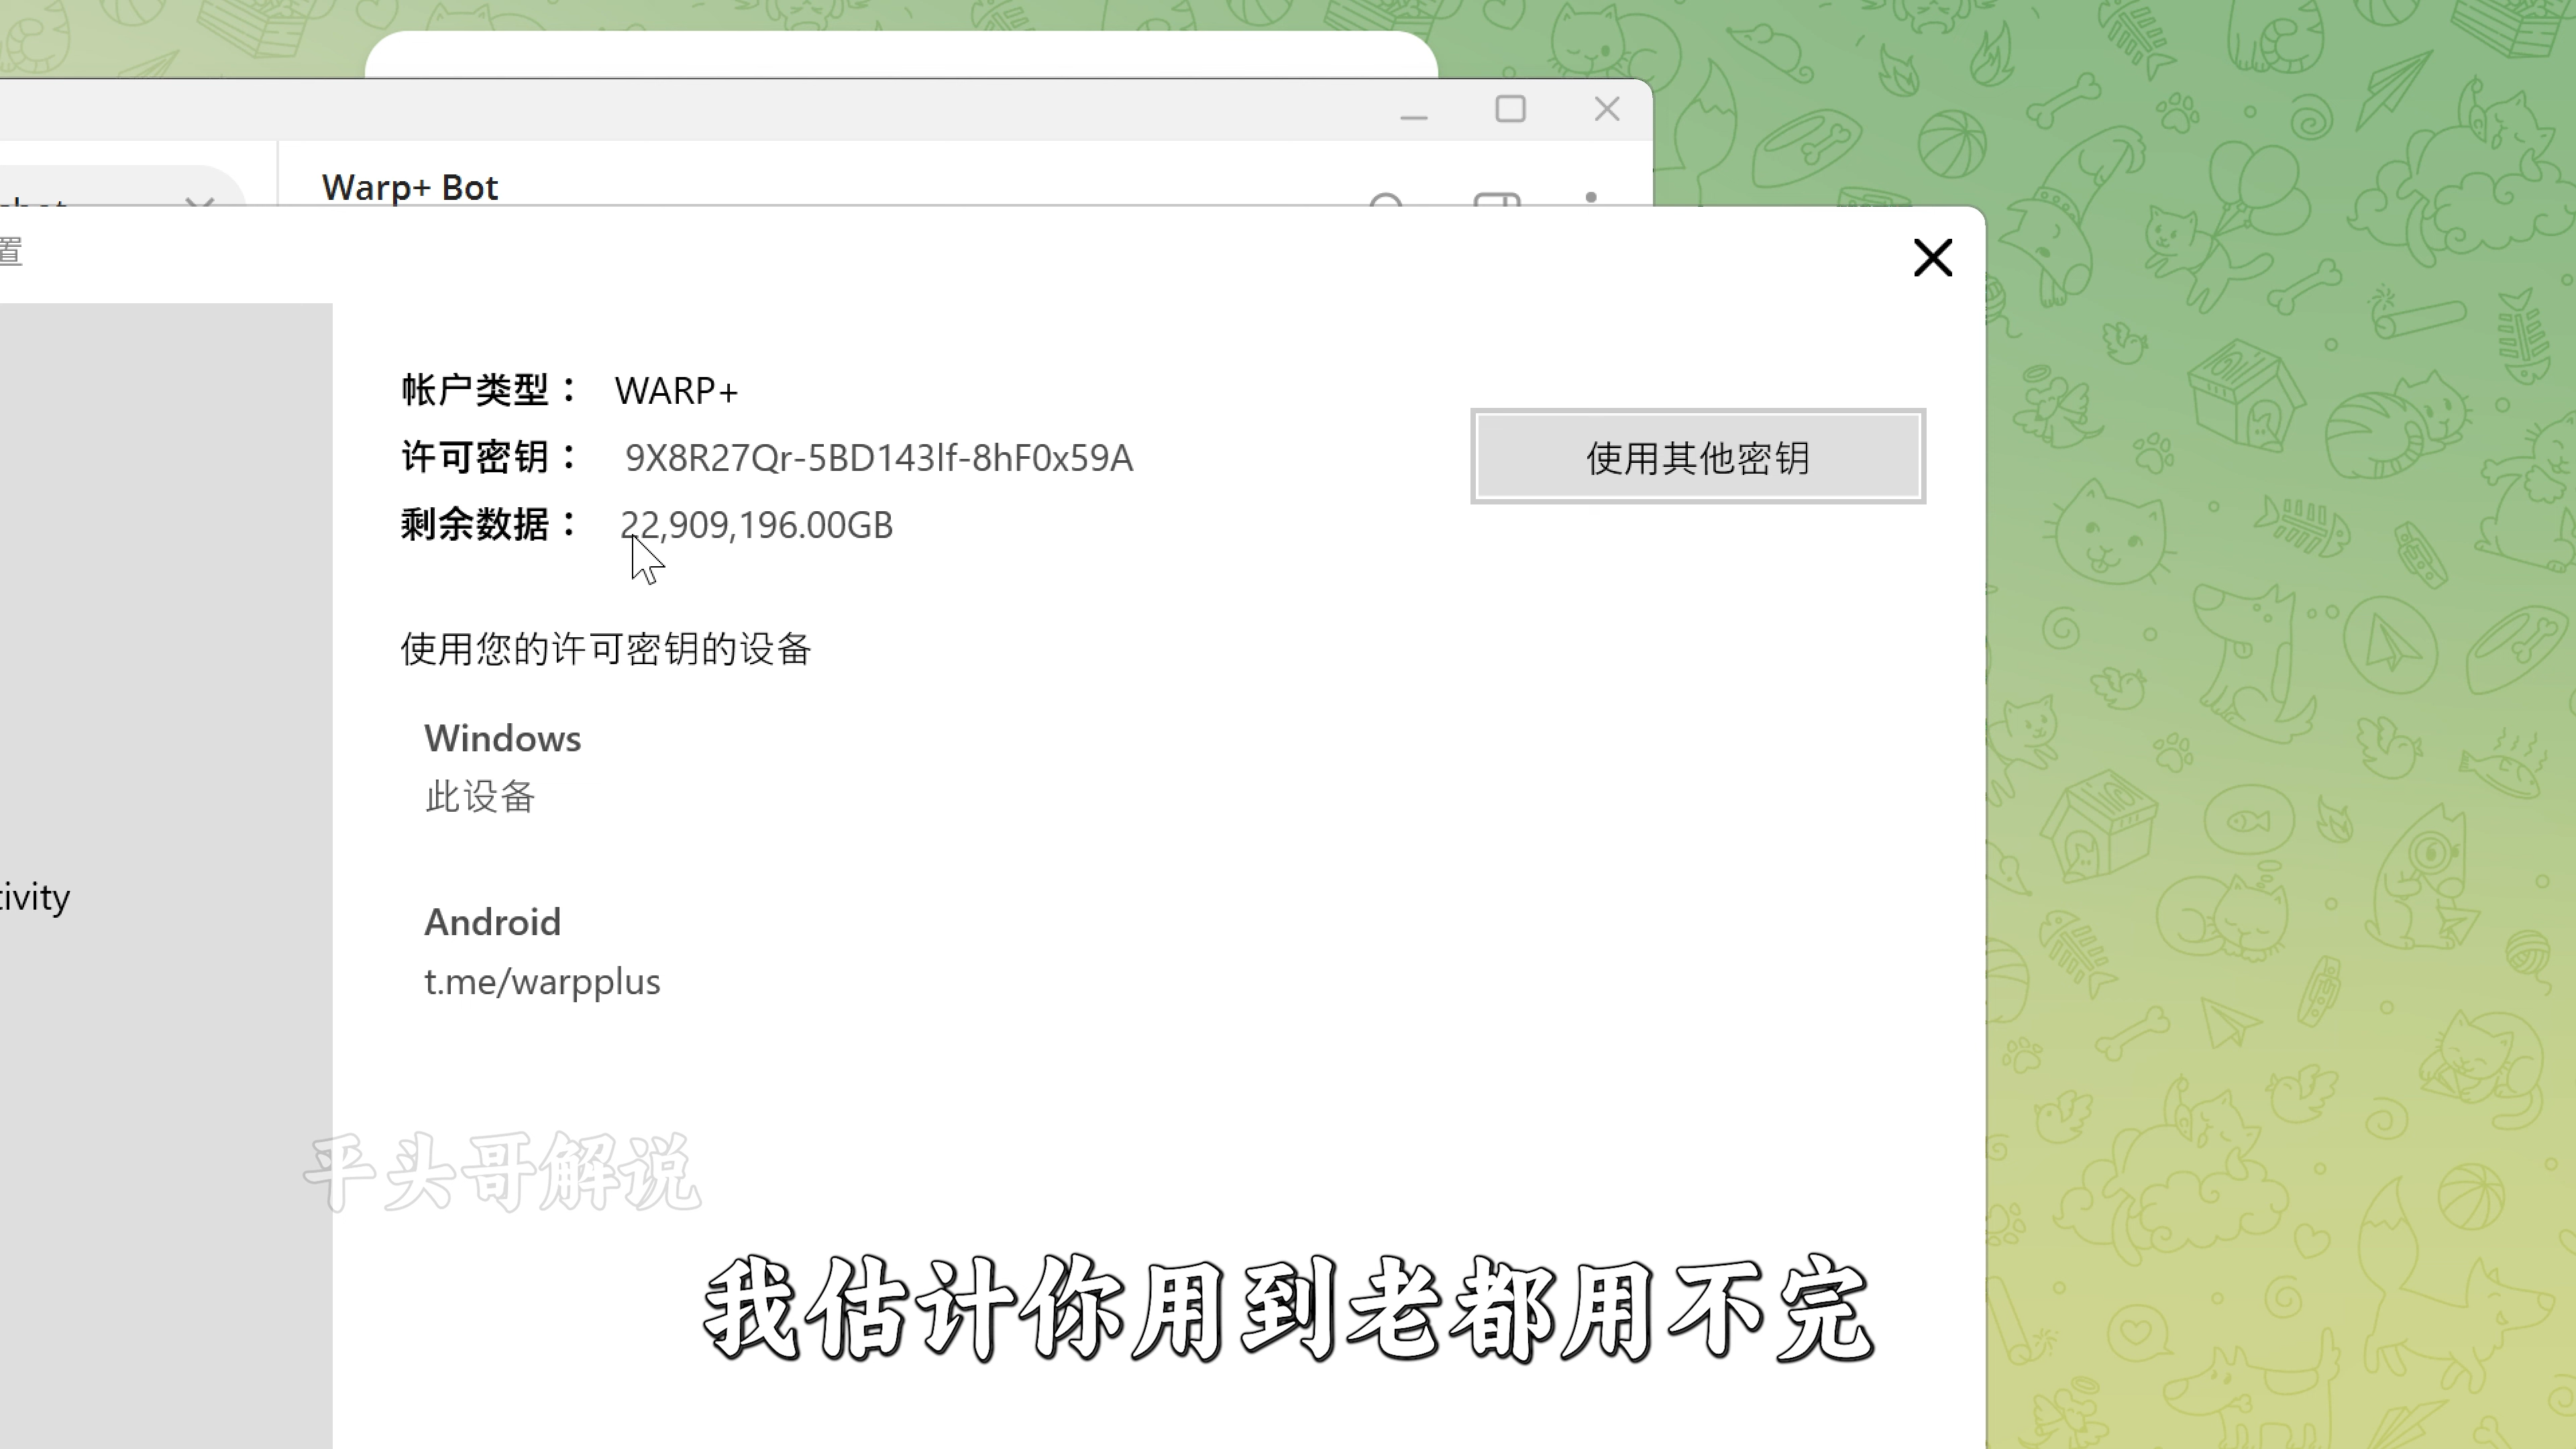 Warp+ Bot
置
帐户类型： WARP+
许可密钥： 9X8R27Qr-5BD143lf-8hF0x59A
使用其他密钥
剩余数据： 22,909,196.00GB
使用您的许可密钥的设备
Windows
此设备
tivity
Android
t.me/warpplus
平头哥解说
我估计你用到老都用不完